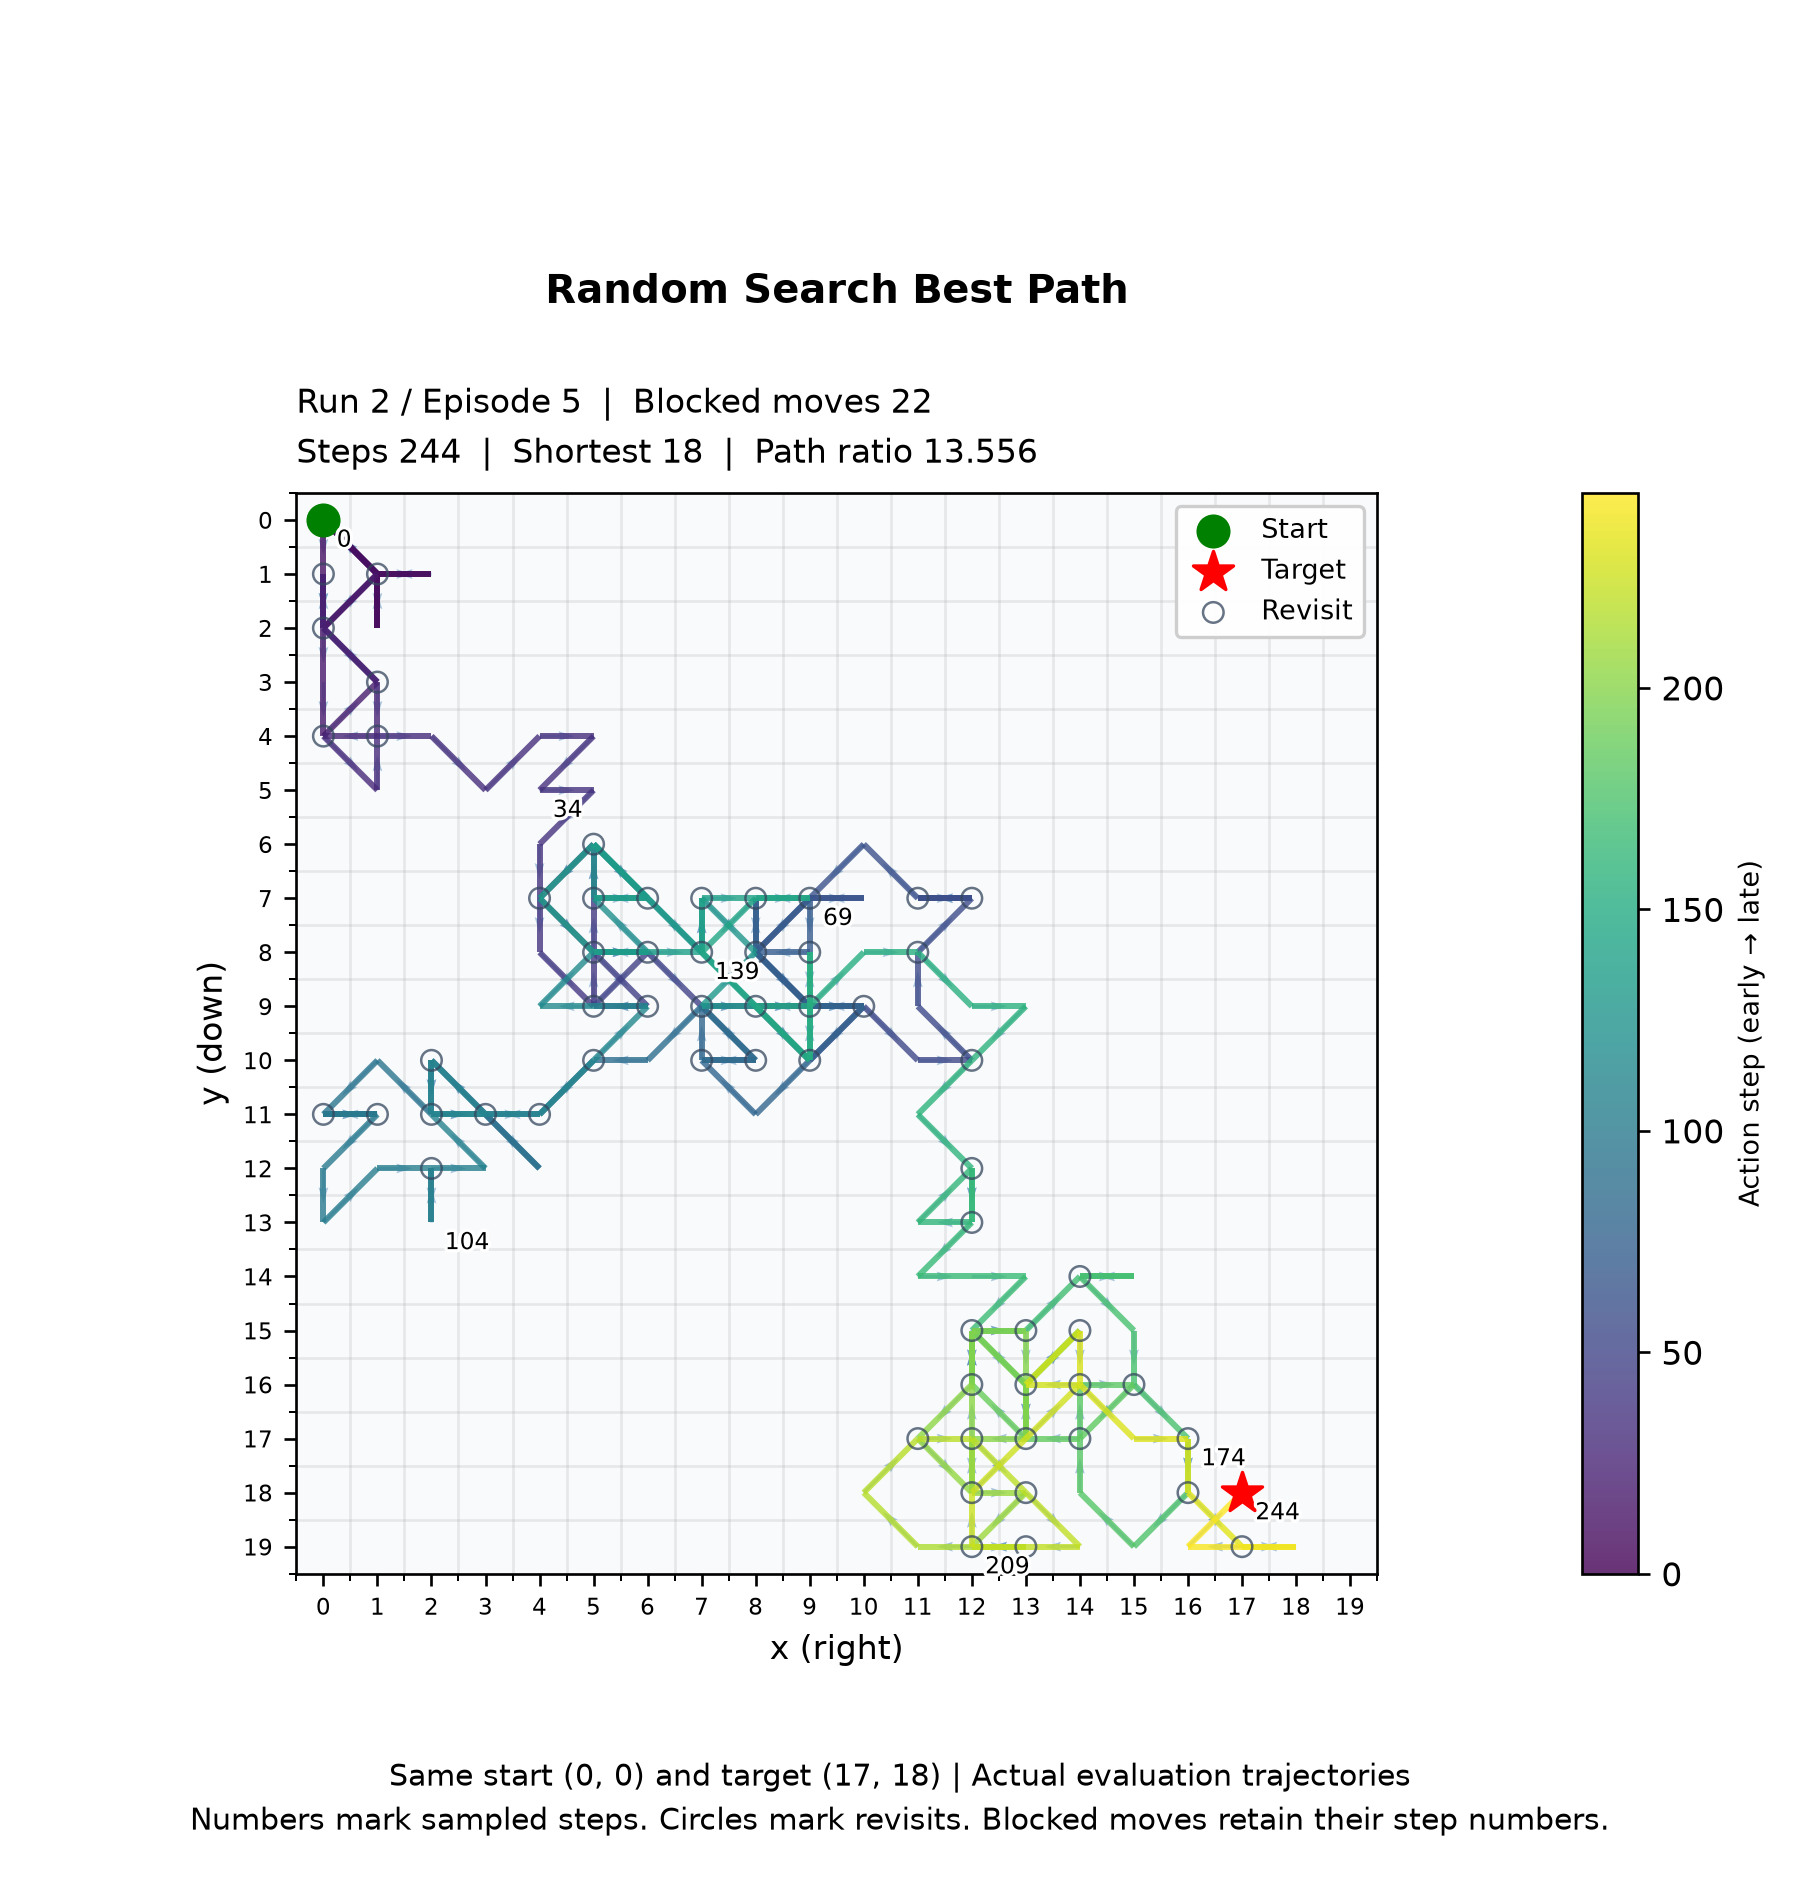 Random Search Best Path
Run 2 / Episode 5 | Blocked moves 22
Steps 244 | Shortest 18 | Path ratio 13.556
Start
Target
Revisit
0
34
69
139
104
174
244
209
0
1
2
3
4
5
6
7
8
9
10
11
12
13
14
15
16
17
18
19
y (down)
0 1 2 3 4 5 6 7 8 9 10 11 12 13 14 15 16 17 18 19
x (right)
200
150
100
50
0
Action step (early → late)
Same start (0, 0) and target (17, 18) | Actual evaluation trajectories
Numbers mark sampled steps. Circles mark revisits. Blocked moves retain their step numbers.